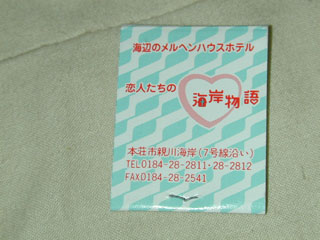 海辺のメルヘンハウスホテル
恋人たちの
海岸物語
本荘市親川海岸(7号線沿い)
TEL0184-28-2811・28-2812
FAX0184-28-2541